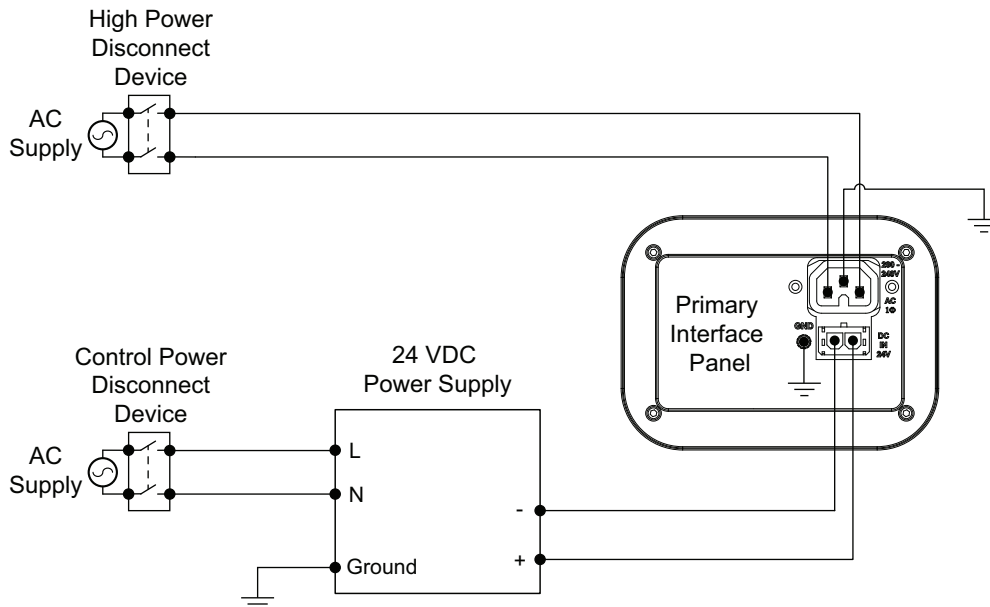 High Power
Disconnect
Device
AC
Supply
200 -
240V
AC
1Φ
Primary
Interface
Panel
GND
DC
IN
24V
Control Power
Disconnect
Device
24 VDC
Power Supply
AC
Supply
L
N
-
+
Ground